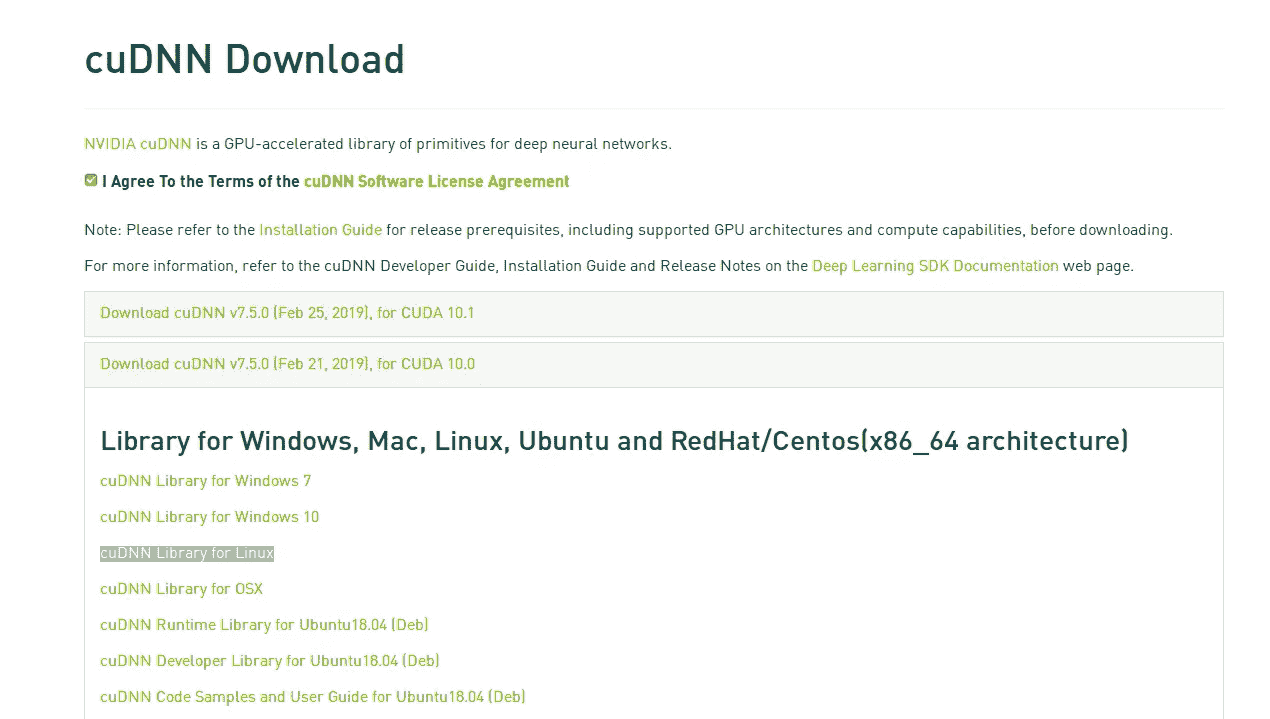 cuDNN Download
NVIDIA cuDNN is a GPU-accelerated library of primitives for deep neural networks.
I Agree To the Terms of the cuDNN Software License Agreement
Note: Please refer to the Installation Guide for release prerequisites, including supported GPU architectures and compute capabilities, before downloading.
For more information, refer to the cuDNN Developer Guide, Installation Guide and Release Notes on the Deep Learning SDK Documentation web page.
Download cuDNN v7.5.0 (Feb 25, 2019), for CUDA 10.1
Download cuDNN v7.5.0 (Feb 21, 2019), for CUDA 10.0
Library for Windows, Mac, Linux, Ubuntu and RedHat/Centos(x86_64 architecture)
cuDNN Library for Windows 7
cuDNN Library for Windows 10
cuDNN Library for Linux
cuDNN Library for OSX
cuDNN Runtime Library for Ubuntu18.04 (Deb)
cuDNN Developer Library for Ubuntu18.04 (Deb)
cuDNN Code Samples and User Guide for Ubuntu18.04 (Deb)